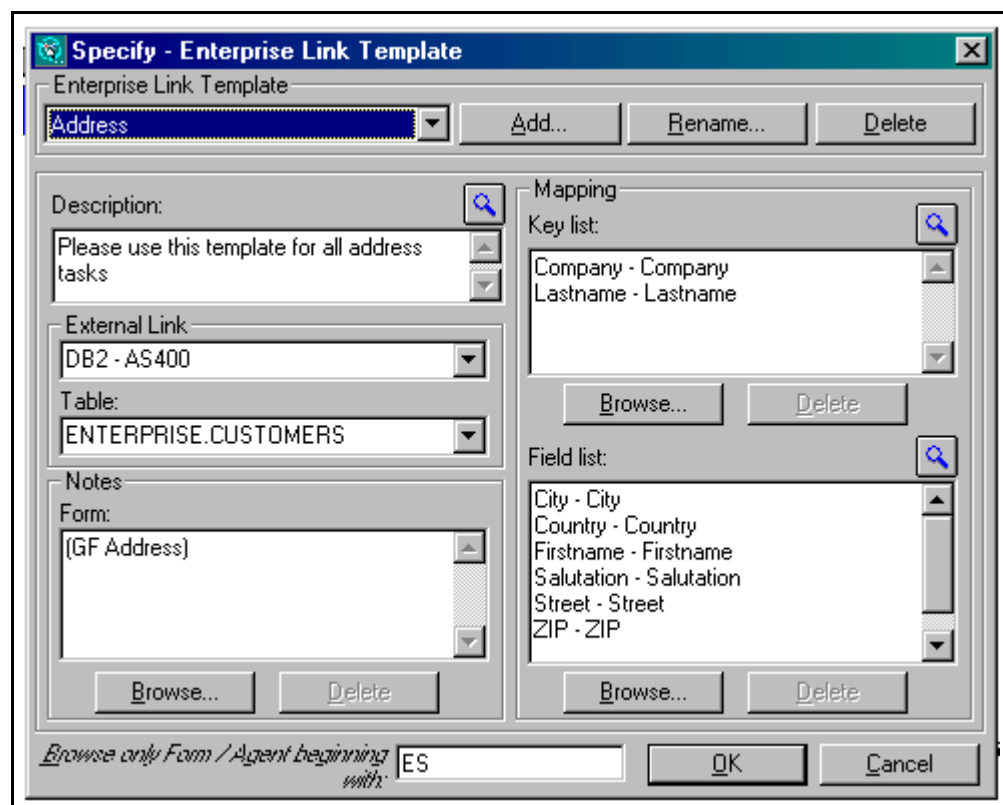 Specify - Enterprise Link Template
Enterprise Link Template
Address
Add...
Rename...
Delete
Description:
Please use this template for all address
tasks
External Link
DB2 - AS400
Table:
ENTERPRISE.CUSTOMERS
Notes
Form:
(GF Address)
Browse...
Delete
Mapping
Key list:
Company - Company
Lastname - Lastname
Browse...
Delete
Field list:
City - City
Country - Country
Firstname - Firstname
Salutation - Salutation
Street - Street
ZIP - ZIP
Browse...
Delete
Browse only Form / Agent beginning
with:
ES
OK
Cancel